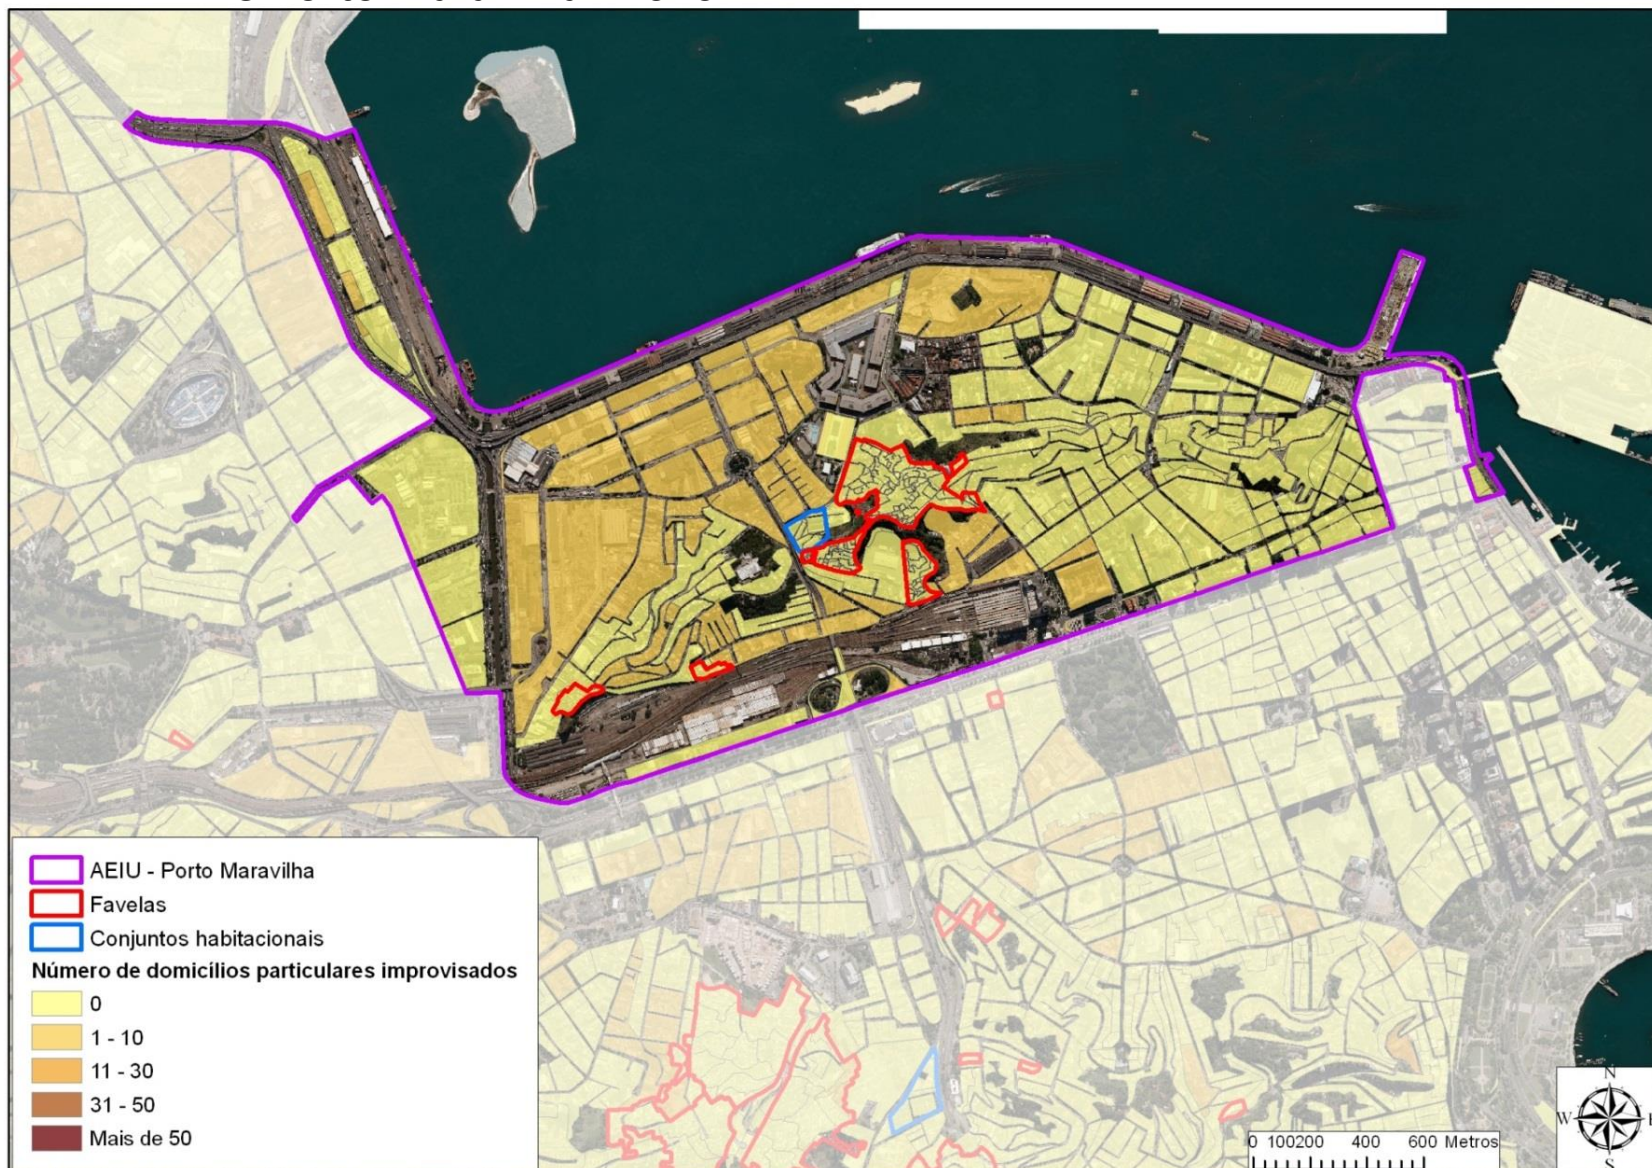 AEIU - Porto Maravilha
Favelas
Conjuntos habitacionais
Número de domicílios particulares improvisados
0
1 - 10
11 - 30
31 - 50
Mais de 50
N
W
S
0 100200 400 600 Metros